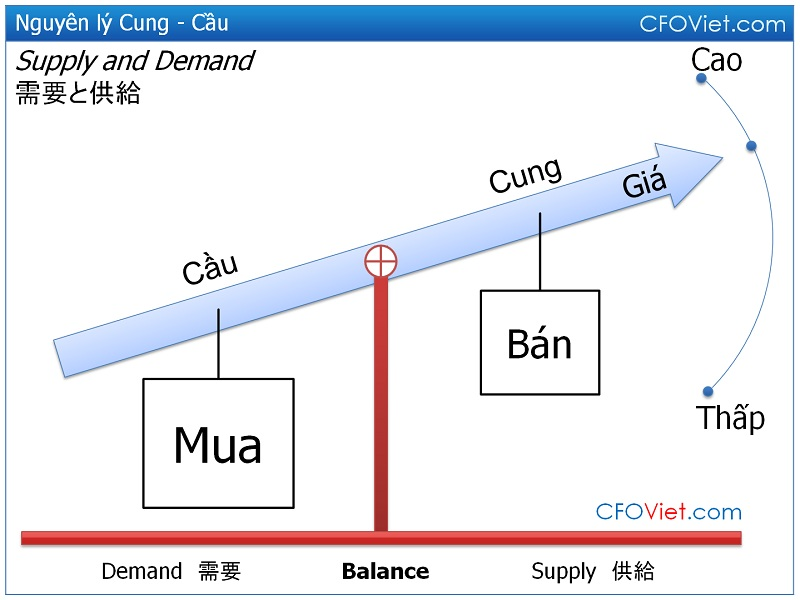 Nguyên lý Cung - Cầu
CFOViet.com
Supply and Demand
需要と供給
Cao
Cung
Giá
Cầu
Bán
Mua
Thấp
CFOViet.com
Demand 需要
Balance
Supply 供給